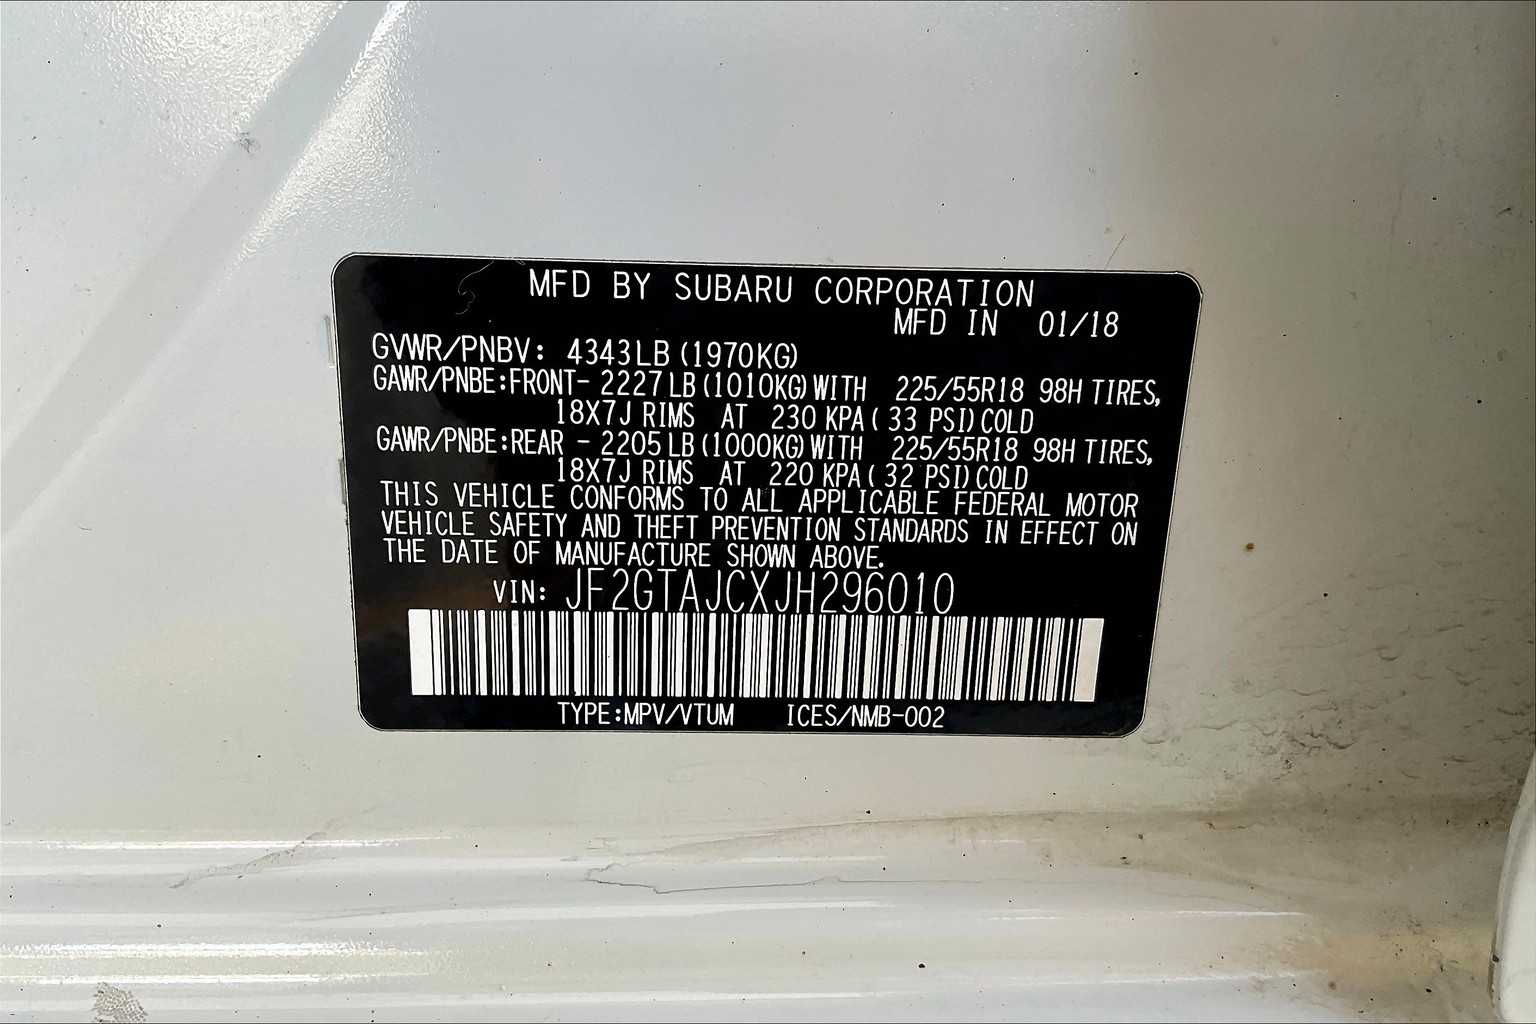 MFD BY SUBARU CORPORATION
MFD IN 01/18
GVWR/PNBV: 4343LB (1970KG)
GAWR/PNBE:FRONT- 2227LB(1010KG)WITH 225/55R18 98H TIRES,
18X7J RIMS AT 230 KPA( 33 PSI)COLD
GAWR/PNBE:REAR - 2205LB(1000KG)WITH 225/55R18 98H TIRES,
18X7J RIMS AT 220 KPA( 32 PSI)COLD
THIS VEHICLE CONFORMS TO ALL APPLICABLE FEDERAL MOTOR
VEHICLE SAFETY AND THEFT PREVENTION STANDARDS IN EFFECT ON
THE DATE OF MANUFACTURE SHOWN ABOVE.
VIN: JF2GTAJCXJH296010
TYPE:MPV/VTUM ICES/NMB-002